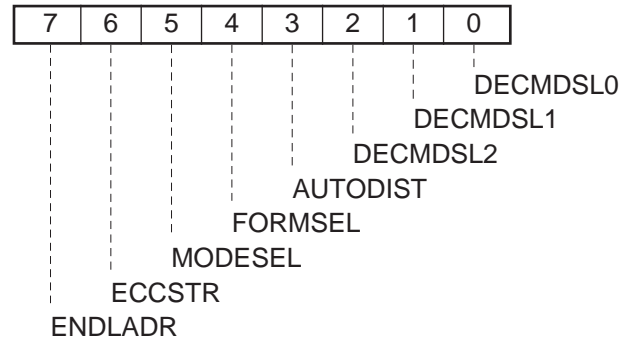 7 6 5 4 3 2 1 0
DECMDSL0
DECMDSL1
DECMDSL2
AUTODIST
FORMSEL
MODESEL
ECCSTR
ENDLADR